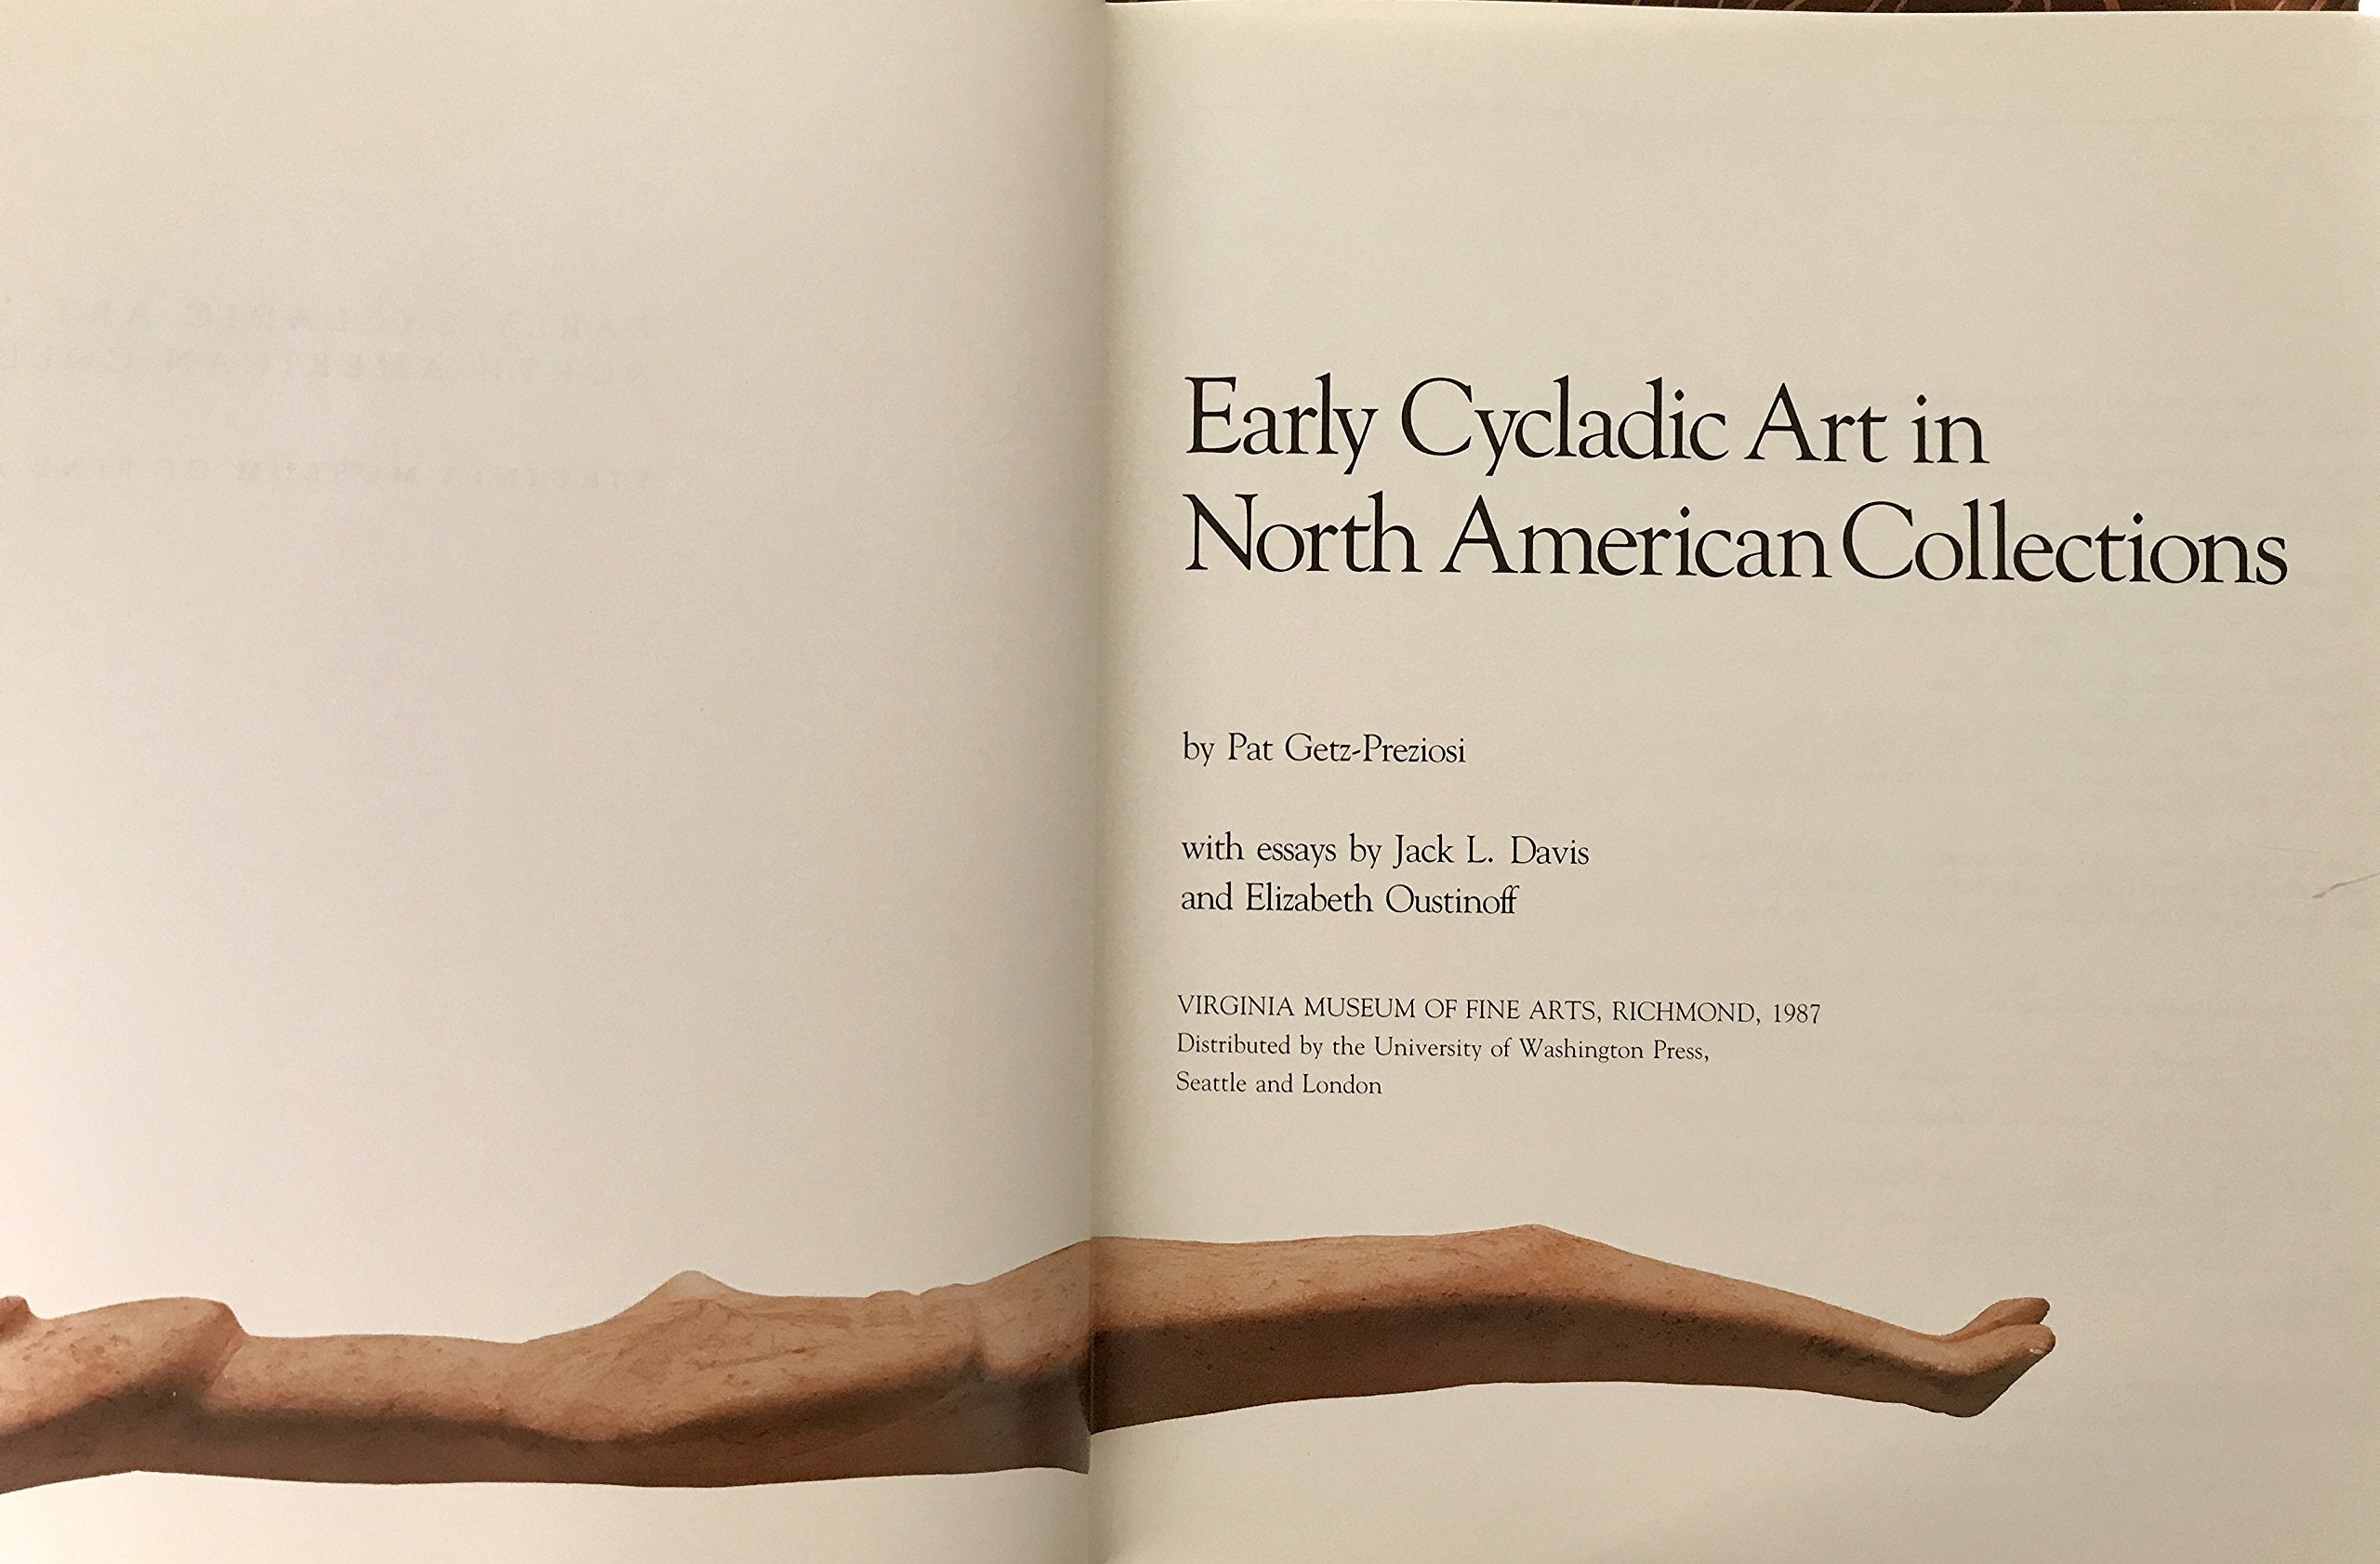 Early Cycladic Art in
North American Collections
by Pat Getz-Preziosi
with essays by Jack L. Davis
and Elizabeth Oustinoff
VIRGINIA MUSEUM OF FINE ARTS, RICHMOND, 1987
Distributed by the University of Washington Press,
Seattle and London